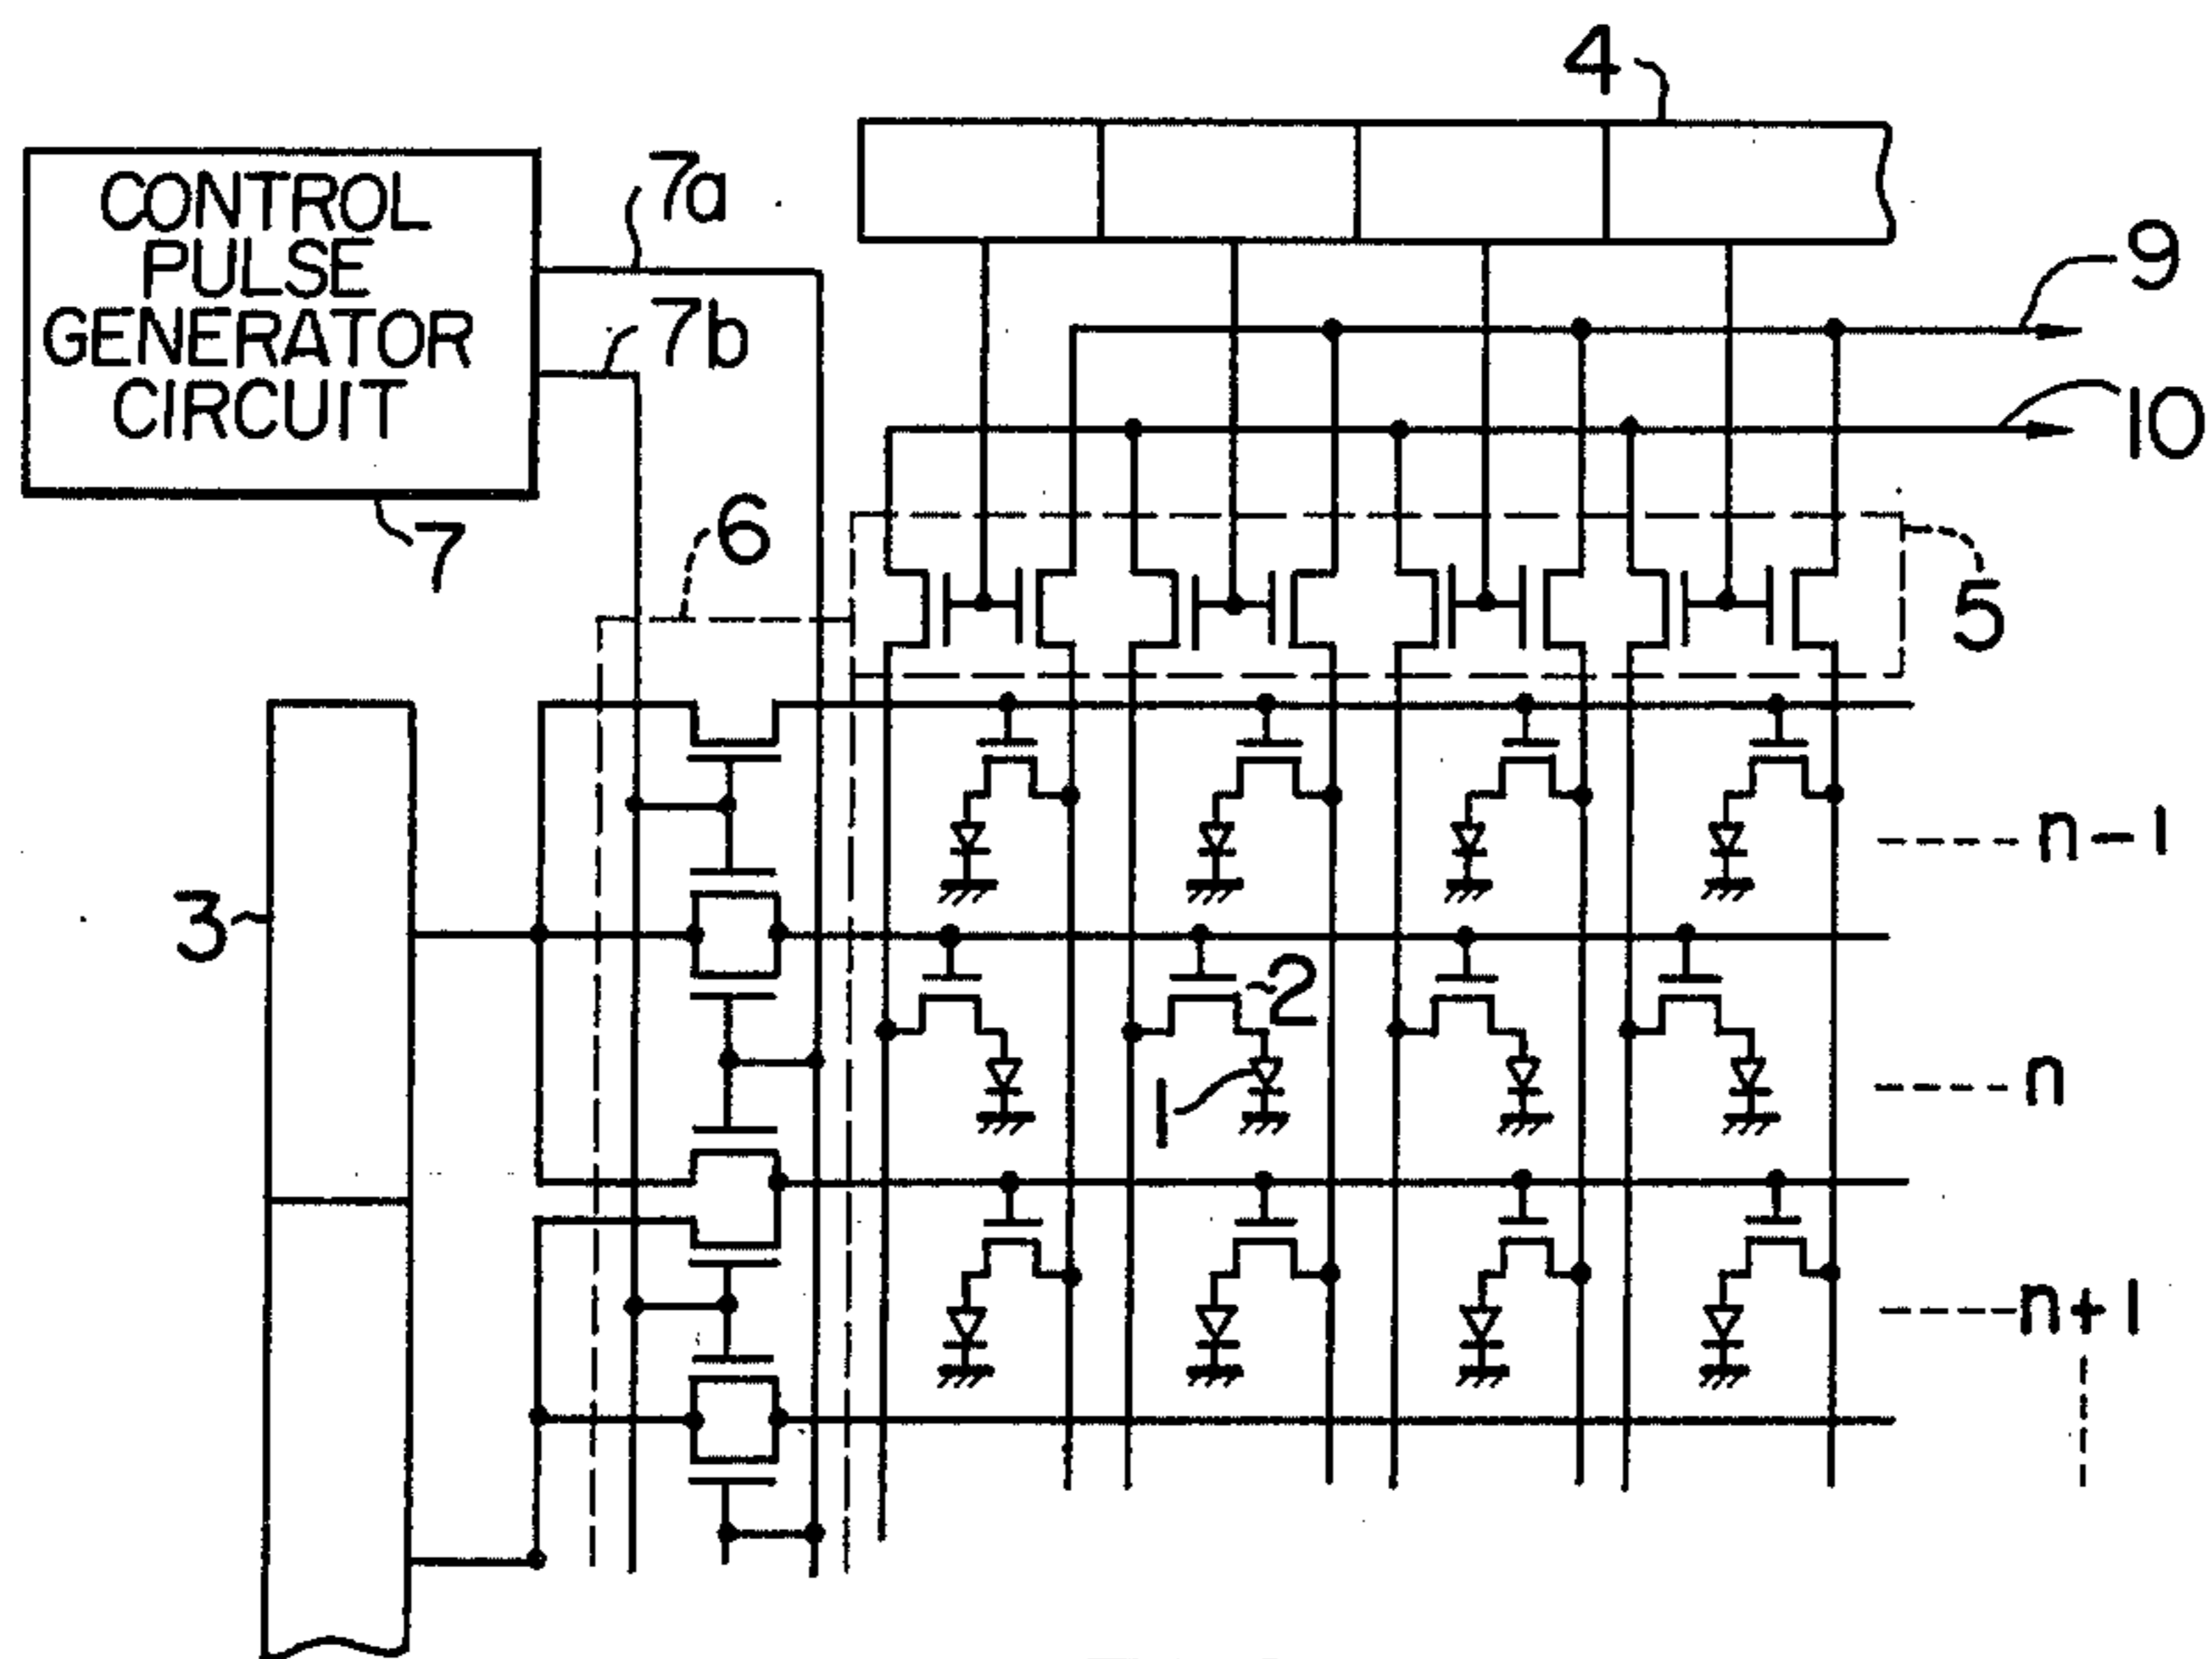 4
CONTROL
PULSE
GENERATOR
CIRCUIT
7a
7b
9
10
7
6
5
n-1
3
2
1
n
n+1